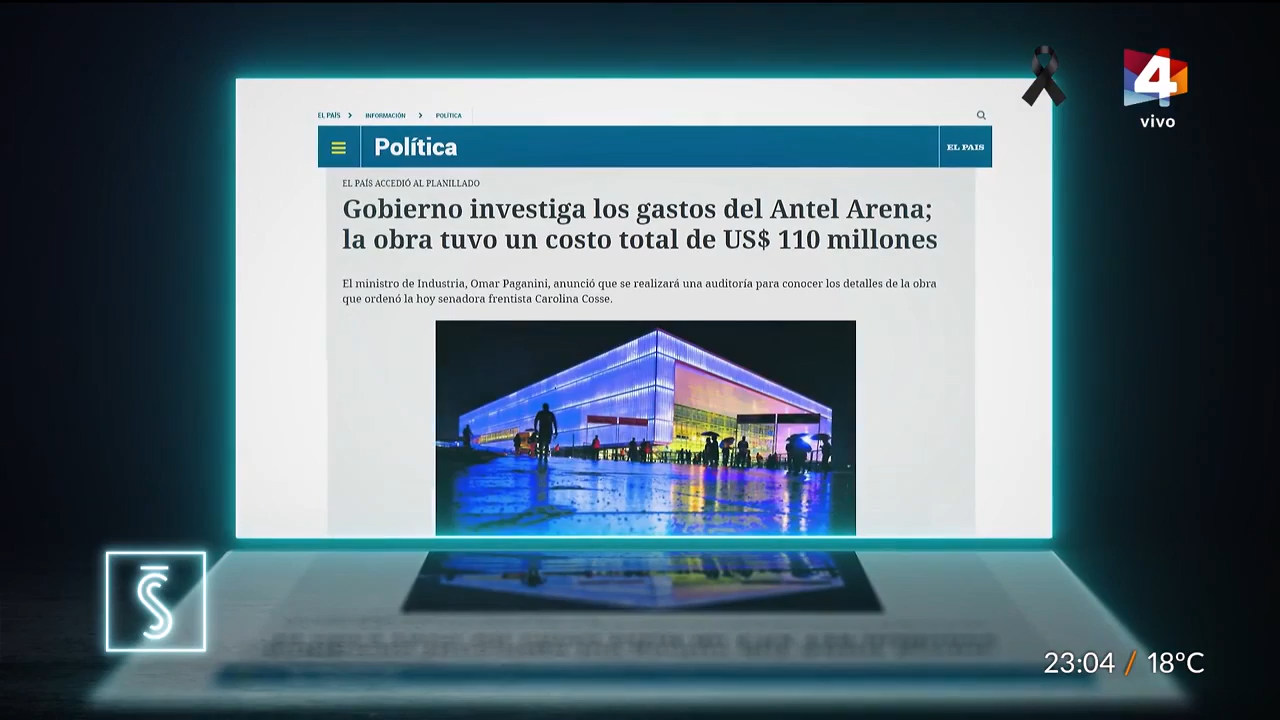 4
vivo
EL PAÍS > INFORMACIÓN > POLÍTICA
Política
EL PAIS
EL PAÍS ACCEDIÓ AL PLANILLADO
Gobierno investiga los gastos del Antel Arena;
la obra tuvo un costo total de US$ 110 millones
El ministro de Industria, Omar Paganini, anunció que se realizará una auditoría para conocer los detalles de la obra
que ordenó la hoy senadora frentista Carolina Cosse.
S
23:04 / 18°C